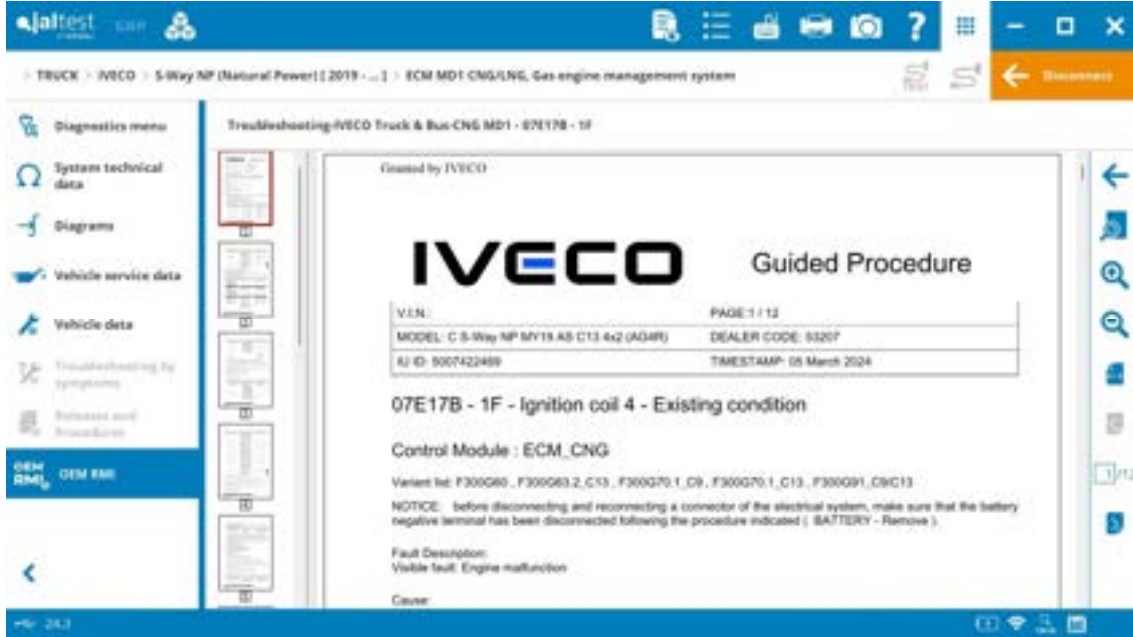 jaltest
TRUCK > IVECO > S-Way NP (Natural Power) [ 2019 - ... ] > ECM MD1 CNG/LNG, Gas engine management system
Disconnect
Diagnostics menu
System technical
data
Diagrams
Vehicle service data
Vehicle data
Troubleshooting by
symptoms
Releases and
Procedures
OEM
RMI
OEM RMI
Troubleshooting-IVECO Truck & Bus-CNG MD1 - 07E17B - 1F
Granted by IVECO
IVECO
Guided Procedure
V.I.N.:
PAGE:1 / 12
MODEL: C S-Way NP MY19 AS C13 4x2 (AG4R)
DEALER CODE: 53207
IU ID: 5007422469
TIMESTAMP: 05 March 2024
07E17B - 1F - Ignition coil 4 - Existing condition
Control Module : ECM_CNG
Variant list: F300G60 , F300G63.2_C13 , F300G70.1_C9 , F300G70.1_C13 , F300G91_C9/C13
NOTICE: before disconnecting and reconnecting a connector of the electrical system, make sure that the battery
negative terminal has been disconnected following the procedure indicated ( BATTERY - Remove ).
Fault Description:
Visible fault: Engine malfunction
Cause:
1
/12
24.3